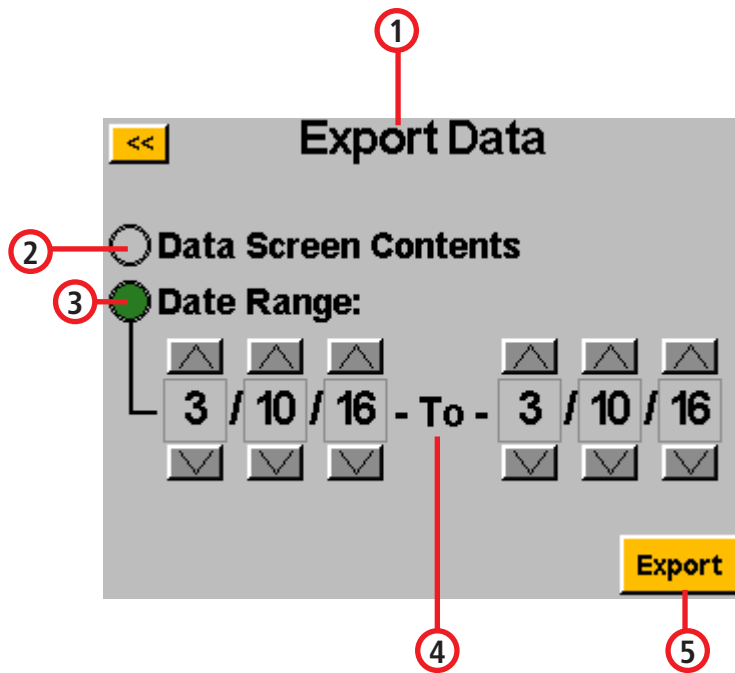 1
<< Export Data
2 Data Screen Contents
3 Date Range:
3 / 10 / 16 - To - 3 / 10 / 16
Export
4 5